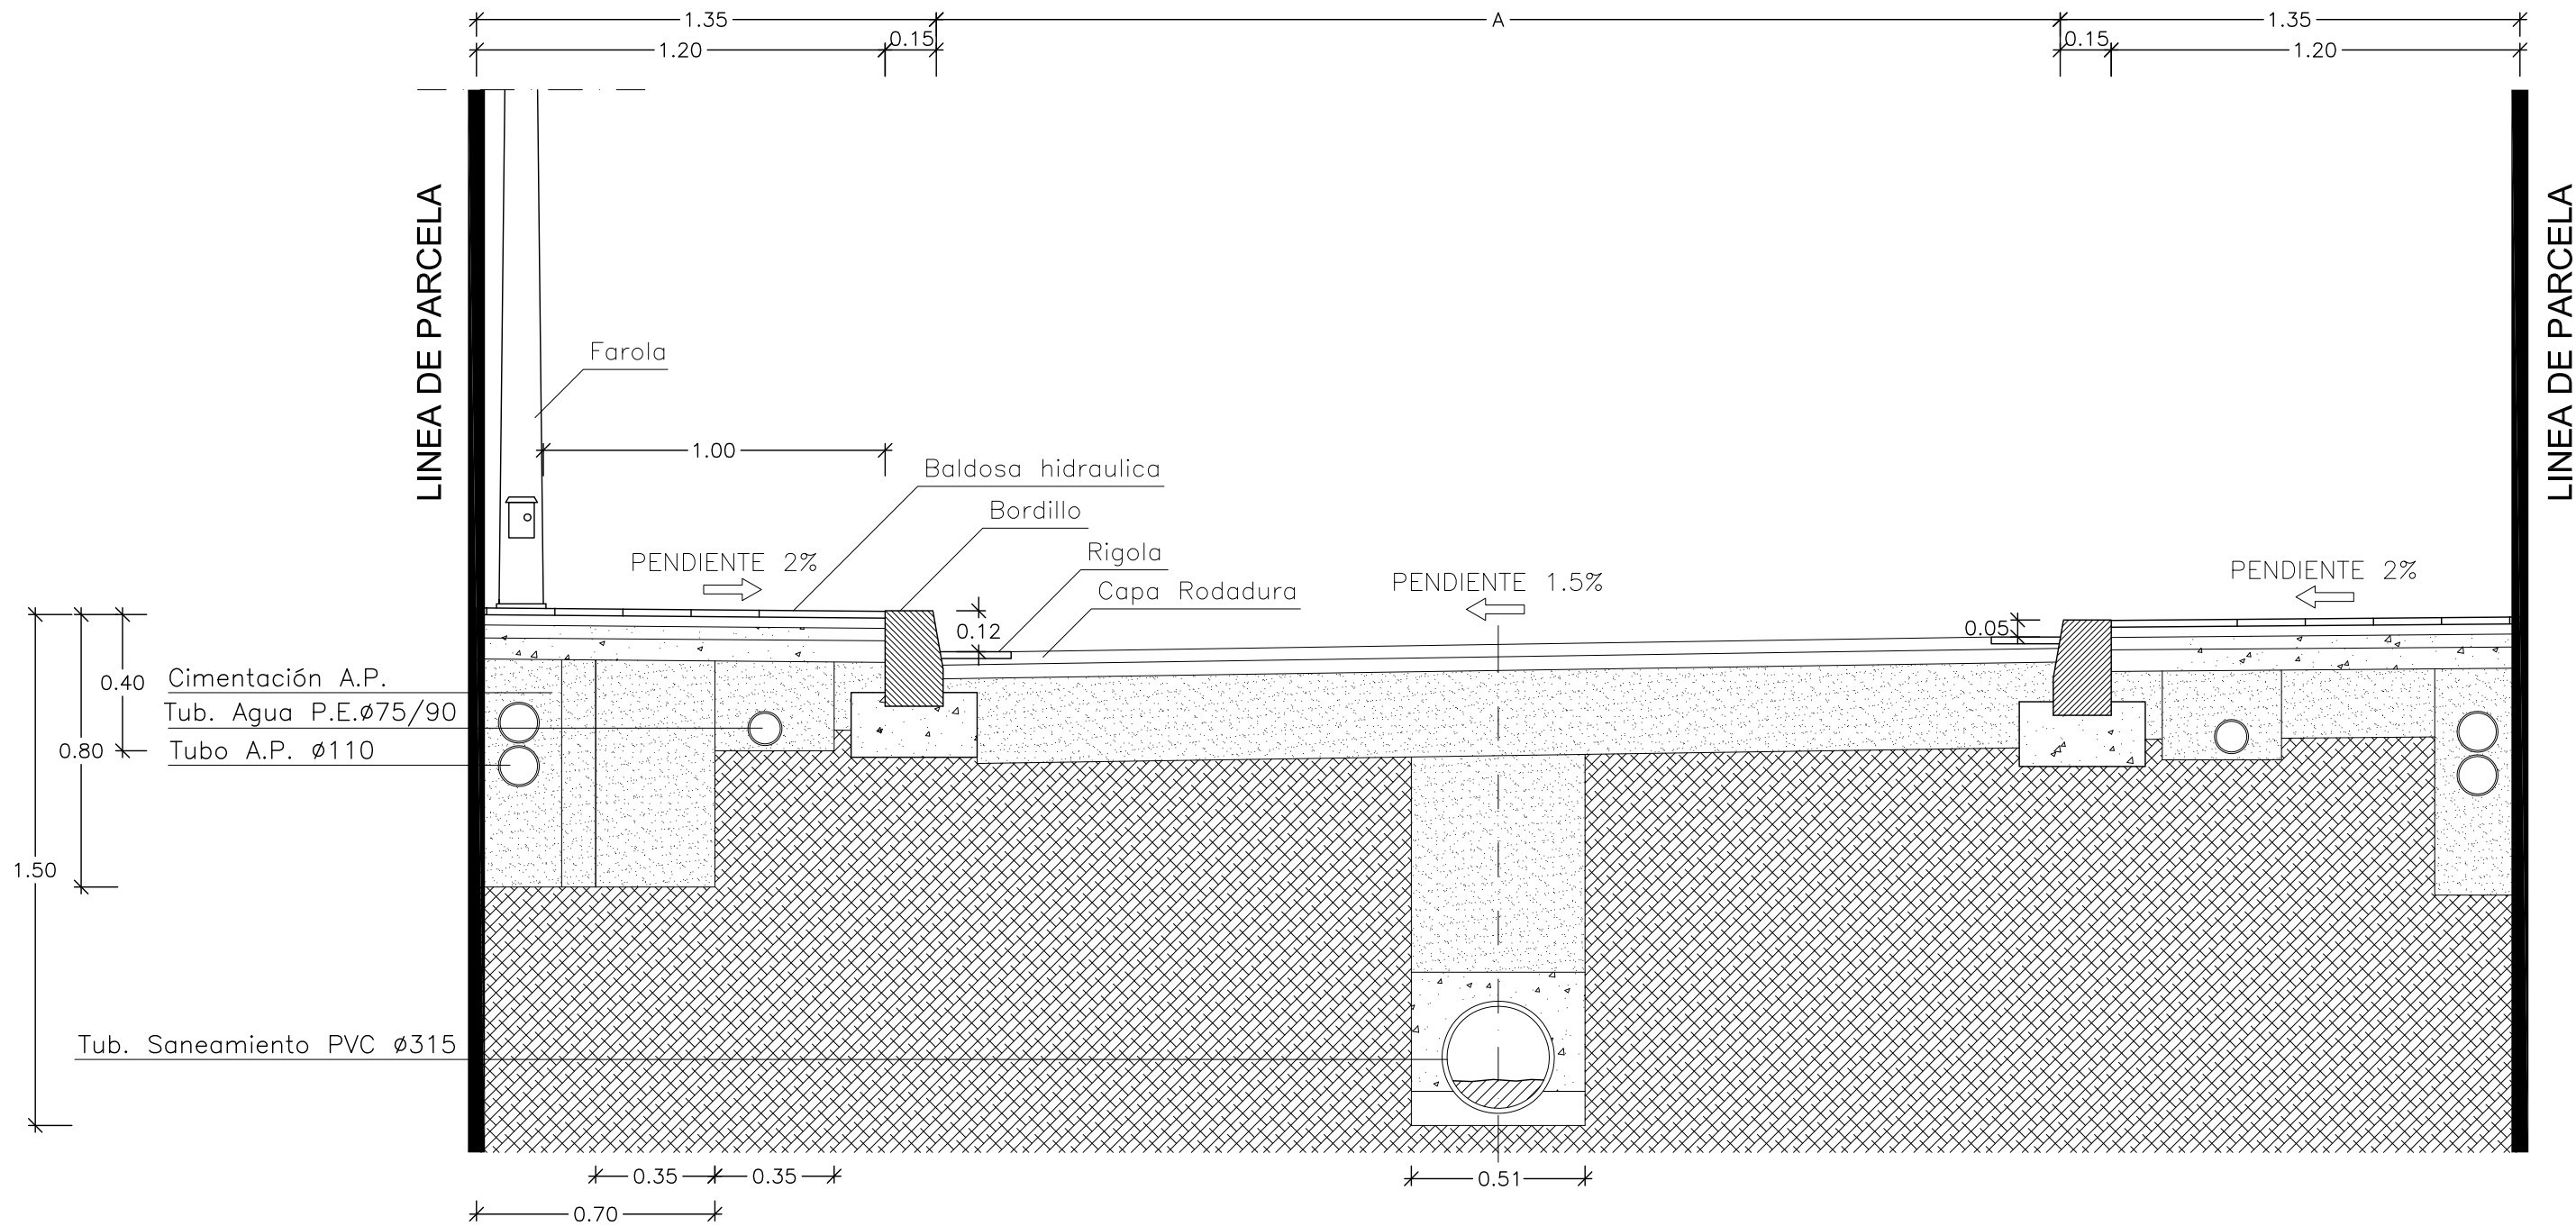 1.35
A
1.35
1.20
0.15
0.15
1.20
LINEA DE PARCELA
LINEA DE PARCELA
Farola
1.00
Baldosa hidraulica
Bordillo
Rigola
Capa Rodadura
PENDIENTE 2%
PENDIENTE 1.5%
PENDIENTE 2%
0.12
0.05
Cimentación A.P.
0.40
Tub. Agua P.E.ø75/90
0.80
Tubo A.P. ø110
1.50
Tub. Saneamiento PVC ø315
0.35
0.35
0.51
0.70